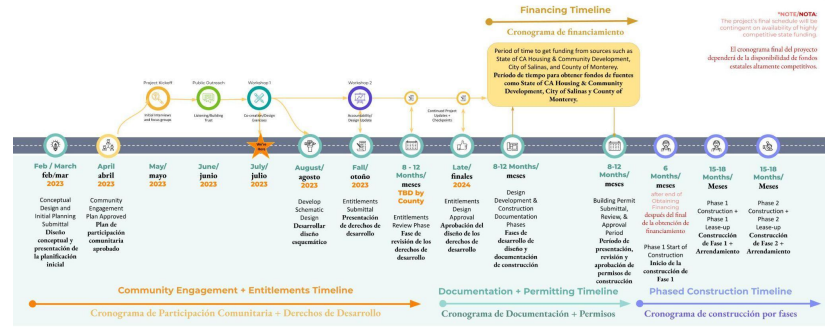 Financing Timeline
Cronograma de financiamiento
*NOTE/NOTA:
The project's final schedule will be
contingent on availability of highly
competitive state funding.
El cronograma final del proyecto
dependerá de la disponibilidad de fondos
estatales altamente competitivos.
Period of time to get funding from sources such as
State of CA Housing & Community Development,
City of Salinas, and County of Monterey.
Período de tiempo para obtener fondos de fuentes
como State of CA Housing & Community
Development, City of Salinas y County of
Monterey.
Project Kickoff
Initial Interviews
and focus groups
Public Outreach
Listening/Building
Trust
Workshop 1
Co-creation/Design
Exercises
Workshop 2
Accountability/
Design Update
Continued Project
Updates +
Checkpoints
We're
Here
Feb / March
feb/mar
2023
Conceptual
Design and
Initial Planning
Submittal
Diseño
conceptual y
presentación de
la planificación
inicial
April
abril
2023
Community
Engagement
Plan Approved
Plan de
participación
comunitaria
aprobado
May/
mayo
2023
June/
junio
2023
July/
julio
2023
August/
agosto
2023
Develop
Schematic
Design
Desarrollar
diseño
esquemático
Fall/
otoño
2023
Entitlements
Submittal
Presentación
de derechos de
desarrollo
8 - 12
Months/
meses
TBD by
County
Entitlements
Review Phase
Fase de
revisión de los
derechos de
desarrollo
Late/
finales
2024
Entitlements
Design
Approval
Aprobación del
diseño de los
derechos de
desarrollo
8-12 Months/
meses
Design
Development &
Construction
Documentation
Phases
Fases de
desarrollo de
diseño y
documentación
de construcción
8-12
Months/
meses
Building Permit
Submittal,
Review, &
Approval
Period
Período de
presentación,
revisión y
aprobación de
permisos de
construcción
6
Months/
meses
after end of
Obtaining
Financing
después del final
de la obtención de
financiamiento
Phase 1 Start of
Construction
Inicio de la
construcción de
Fase 1
15-18
Months/
Meses
Phase 1
Construction +
Phase 1
Lease-up
Construcción
de Fase 1 +
Arrendamiento
15-18
Months/
Meses
Phase 2
Construction +
Phase 2
Lease-up
Construcción
de Fase 2 +
Arrendamiento
Community Engagement + Entitlements Timeline
Cronograma de Participación Comunitaria + Derechos de Desarrollo
Documentation + Permitting Timeline
Cronograma de Documentación + Permisos
Phased Construction Timeline
Cronograma de construcción por fases